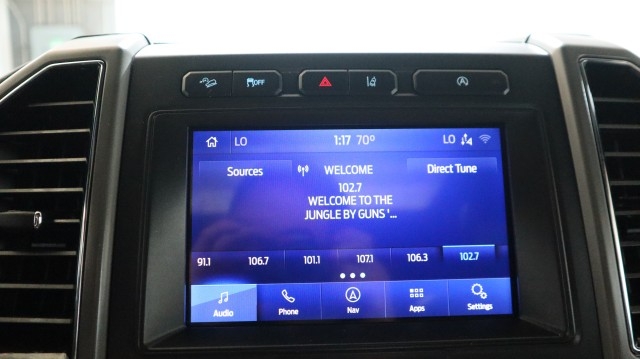 OFF
LO 1:17 70° LO
Sources WELCOME Direct Tune
102.7
WELCOME TO THE
JUNGLE BY GUNS '...
91.1 106.7 101.1 107.1 106.3 102.7
Audio Phone Nav Apps Settings